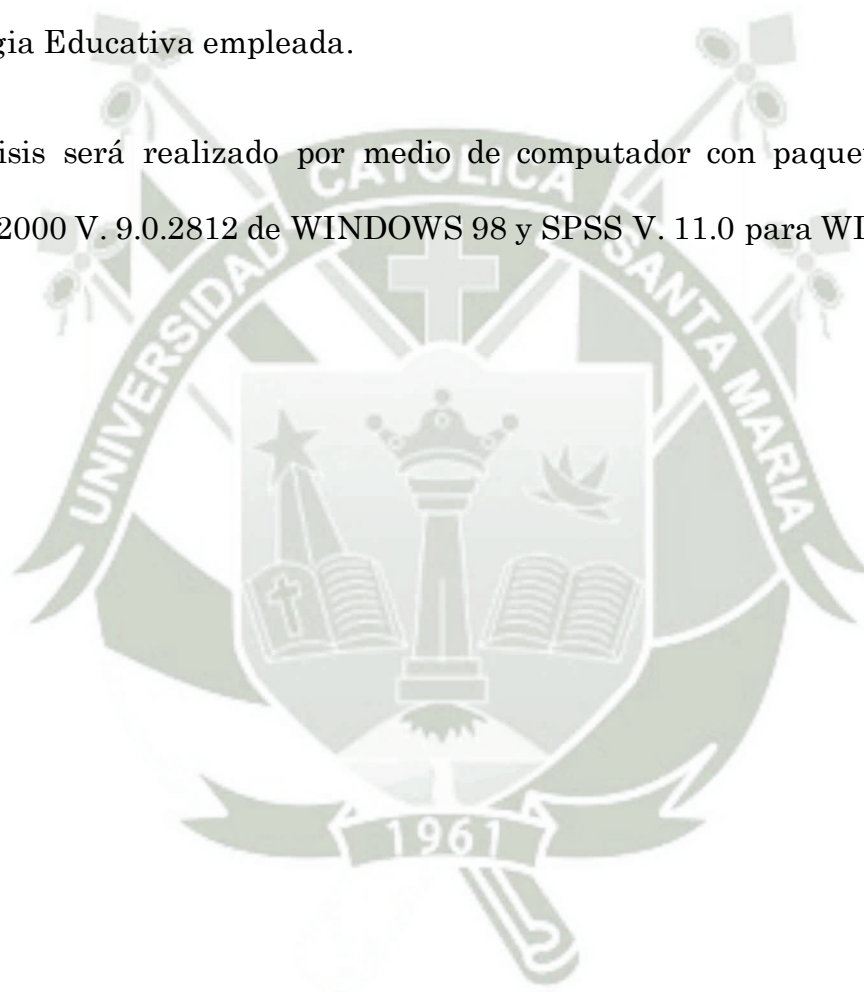 gia Educativa empleada.
isis será realizado por medio de computador con paque
2000 V. 9.0.2812 de WINDOWS 98 y SPSS V. 11.0 para WI
UNIVERSIDAD CATOLICA SANTA MARIA
1961